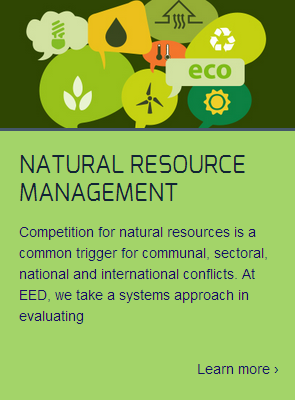 eco
NATURAL RESOURCE
MANAGEMENT
Competition for natural resources is a
common trigger for communal, sectoral,
national and international conflicts. At
EED, we take a systems approach in
evaluating
Learn more ›